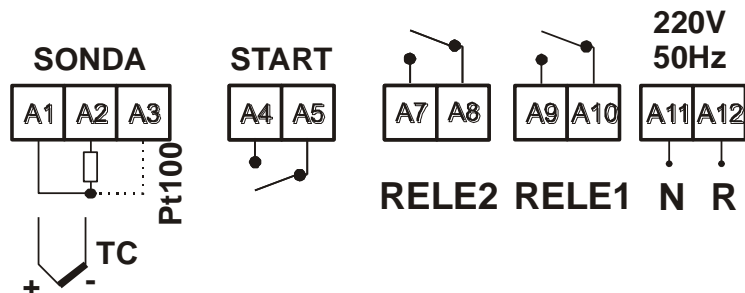 220V
SONDA START 50Hz
A1 A2 A3 A4 A5 A7 A8 A9 A10 A11 A12
Pt100
RELE2 RELE1 N R
TC
+ -